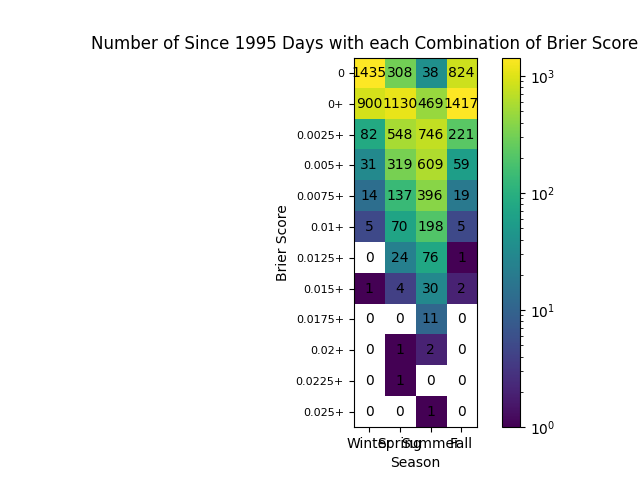 Number of Since 1995 Days with each Combination of Brier Score
0 1435 308 38 824
0+ 900 1130 469 1417
0.0025+ 82 548 746 221
0.005+ 31 319 609 59
0.0075+ 14 137 396 19
0.01+ 5 70 198 5
0.0125+ 0 24 76 1
0.015+ 1 4 30 2
0.0175+ 0 0 11 0
0.02+ 0 1 2 0
0.0225+ 0 1 0 0
0.025+ 0 0 1 0
Winter Spring Summer Fall
Season
Brier Score
10³
10²
10¹
10⁰